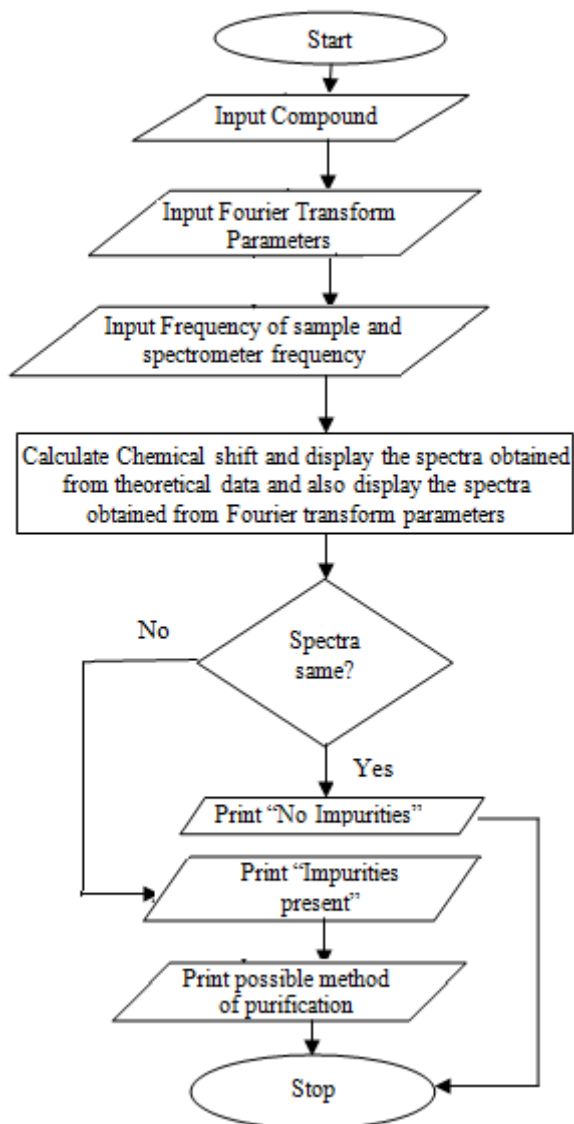 Start
Input Compound
Input Fourier Transform
Parameters
Input Frequency of sample and
spectrometer frequency
Calculate Chemical shift and display the spectra obtained
from theoretical data and also display the spectra
obtained from Fourier transform parameters
No
Spectra
same?
Yes
Print “No Impurities”
Print “Impurities
present”
Print possible method
of purification
Stop